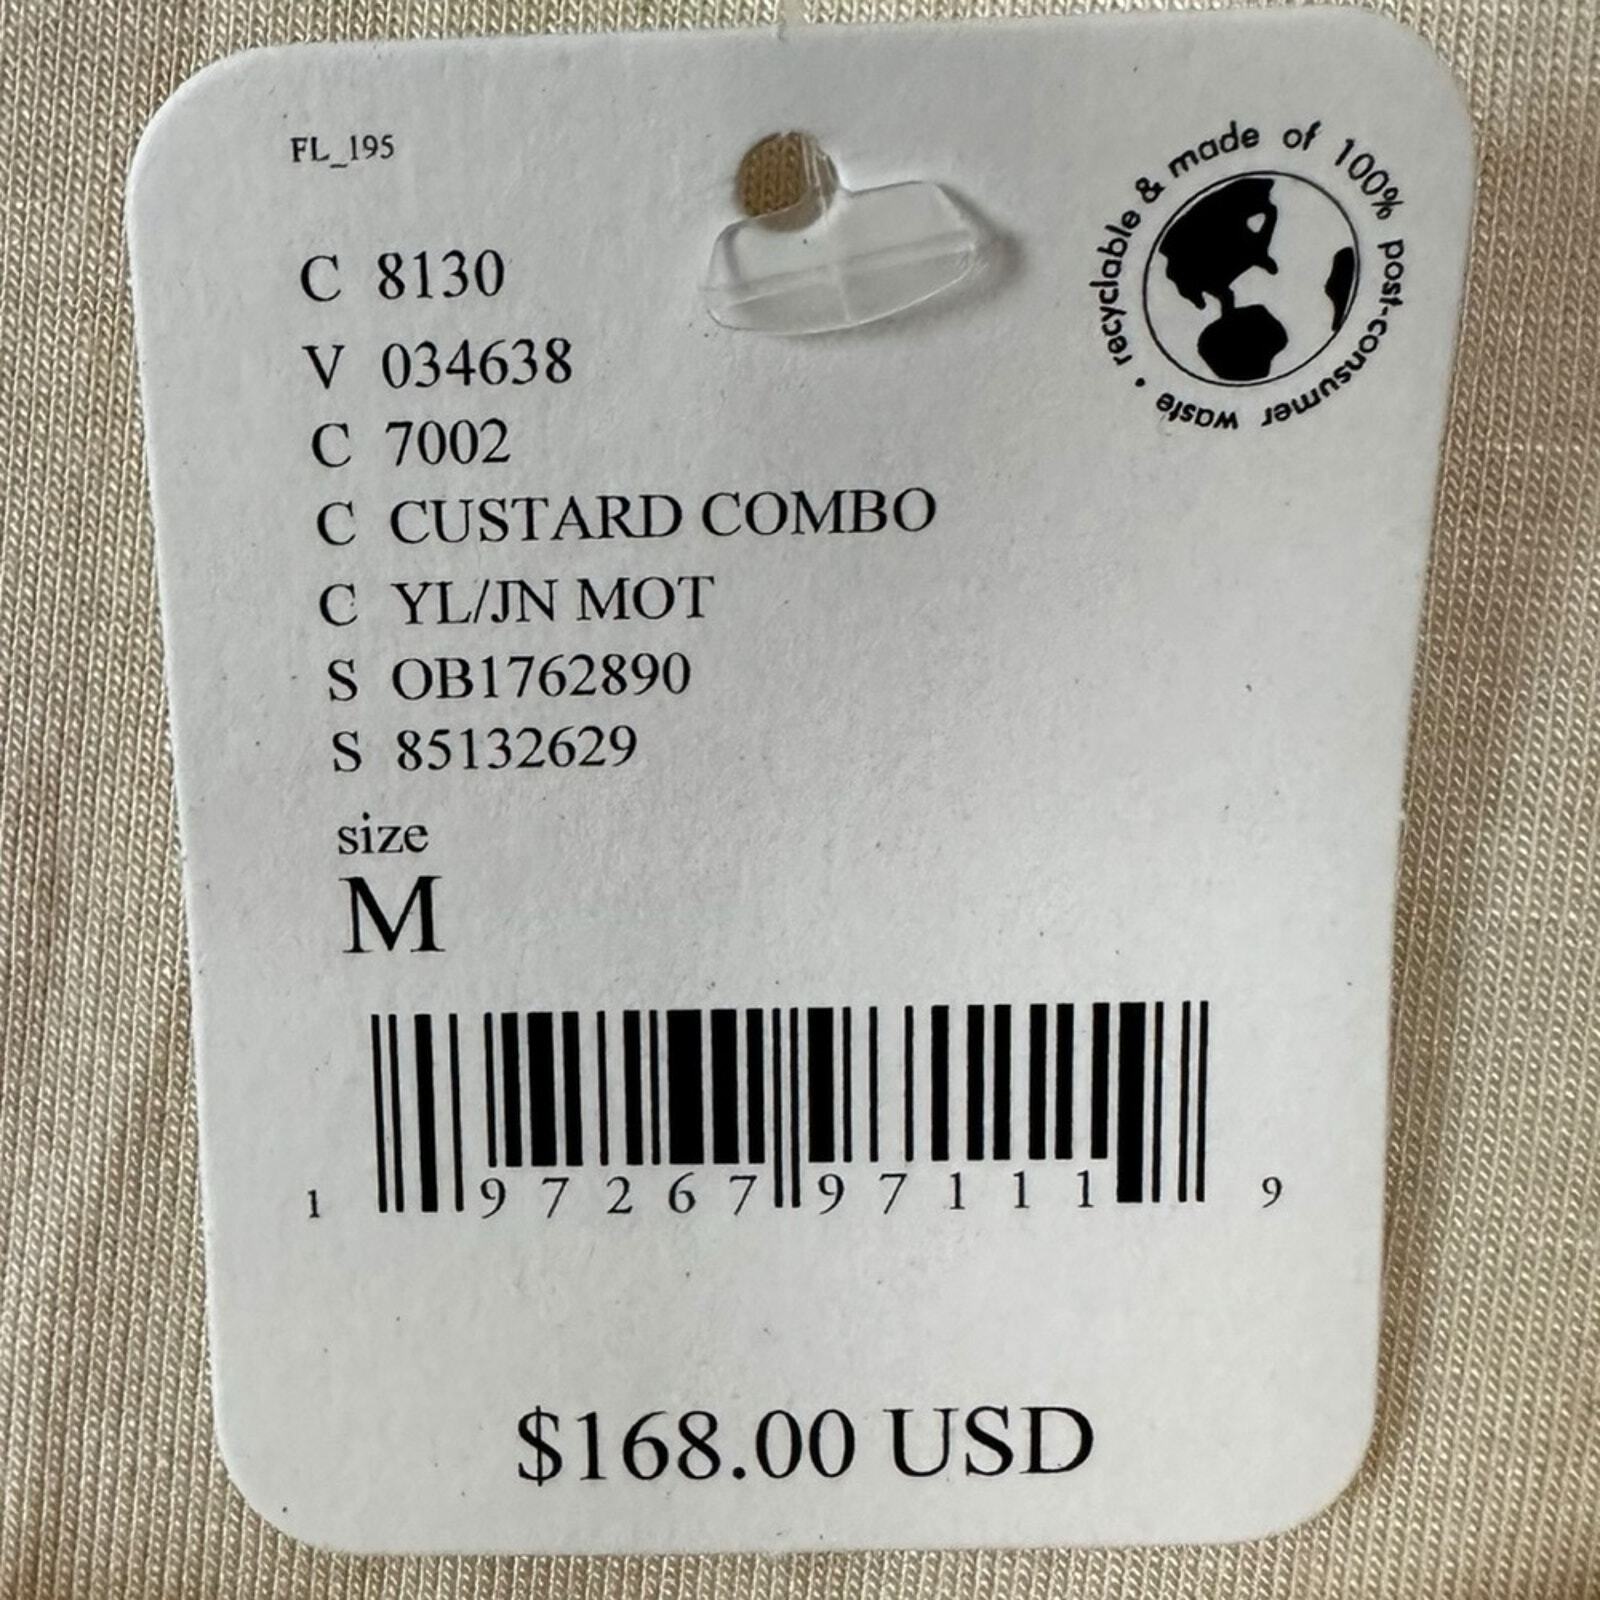 FL_195
recyclable & made of 100% post-consumer waste •
C 8130
V 034638
C 7002
C CUSTARD COMBO
C YL/JN MOT
S OB1762890
S 85132629
size
M
1 97267 97111 9
$168.00 USD